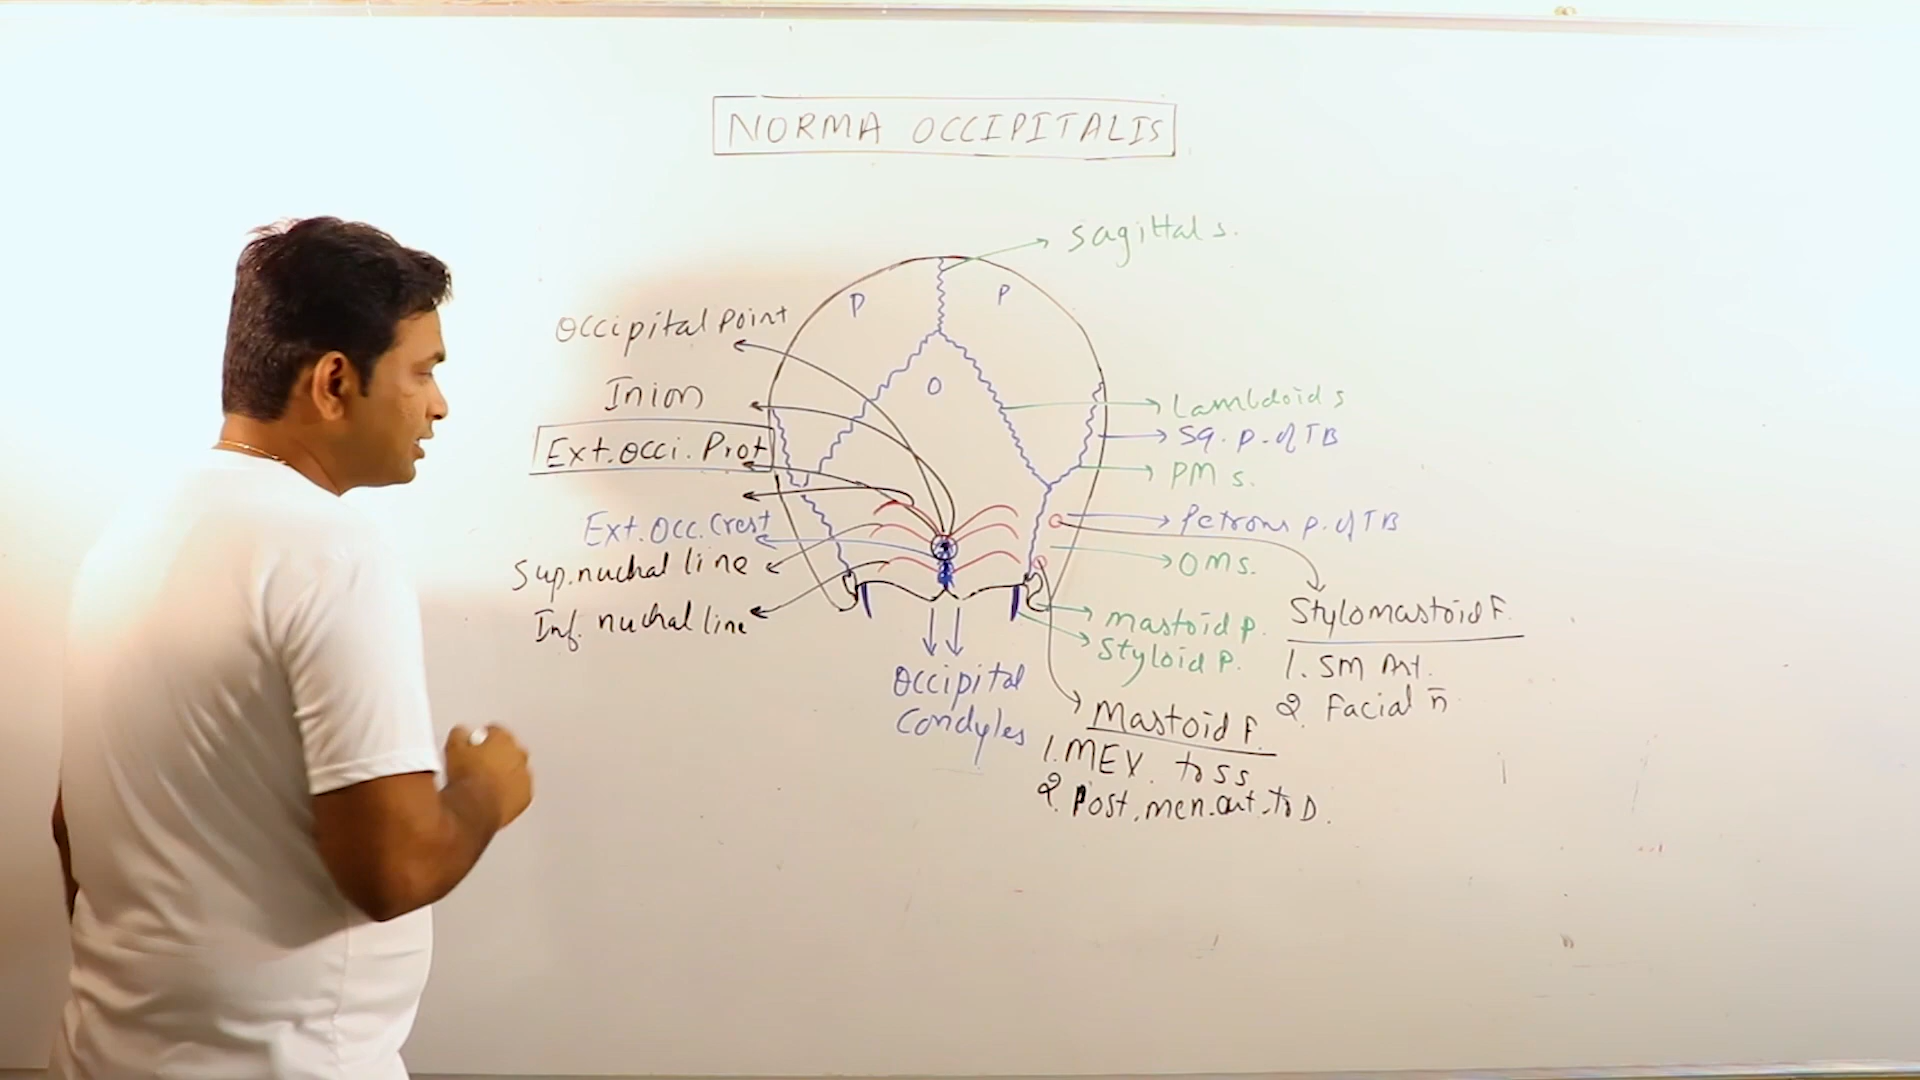 NORMA OCCIPITALIS
Sagittal s.
P
P
Occipital Point
O
Inion
Lambdoid s
Sq. p. of TB
Ext. Occi. Prot
PM s.
Ext. Occ. Crest
Petrous p. of TB
Sup. nuchal line
OM s.
Inf. nuchal line
Mastoid p.
Styloid P.
Stylomastoid F.
1. SM Art.
2. Facial n̄
Occipital
Condyles
Mastoid F.
1. MEV. to SS
2. Post. men. art. to D.